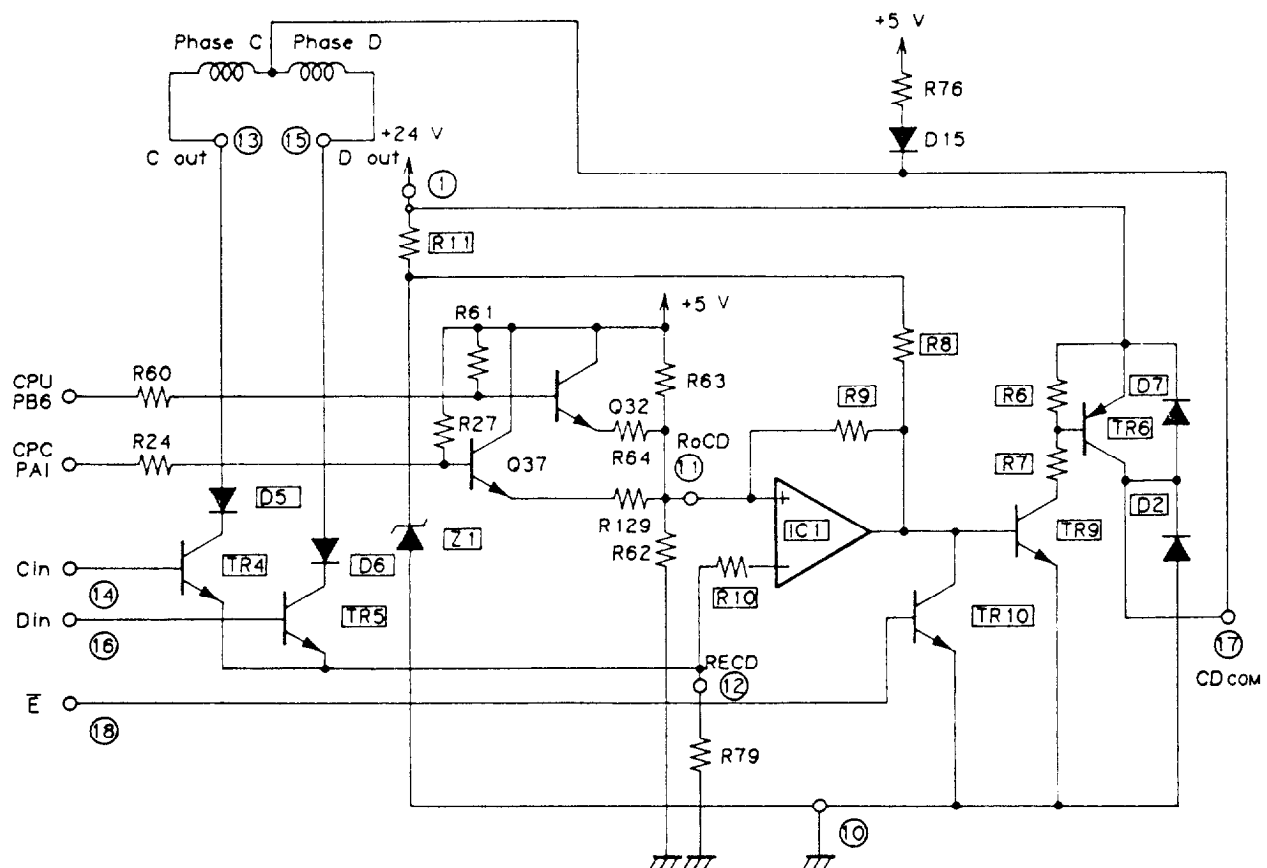 +5 V
Phase C Phase D
R76
D15
13 15 +24 V
C out D out
1
R11
+5 V
R61
R8
R63
CPU
PB6
R60
R9
R6
D7
TR6
Q32
R27
RoCD
CPC
PA1
R24
R64
11
R7
Q37
D5
R129
D2
Z1
IC1
TR9
R62
Cin
TR4
D6
14
R10
Din
TR5
TR10
16
17
RECD
12
CD COM
E̅
18
R79
10